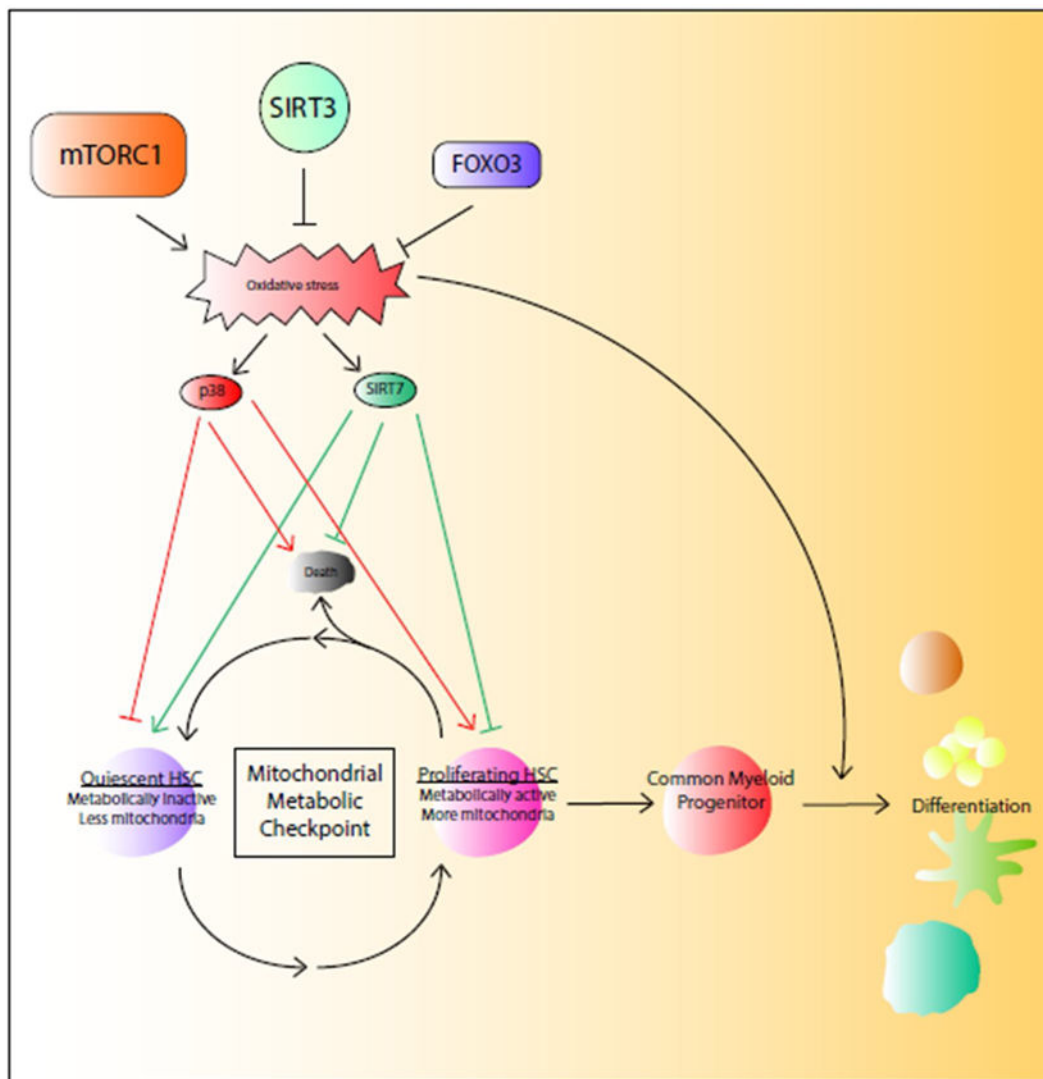 SIRT3
mTORC1
FOXO3
Oxidative stress
p38
SIRT7
Death
Quiescent HSC
Metabolically inactive
Less mitochondria
Mitochondrial
Metabolic
Checkpoint
Proliferating HSC
Metabolically active
More mitochondria
Common Myeloid
Progenitor
Differentiation